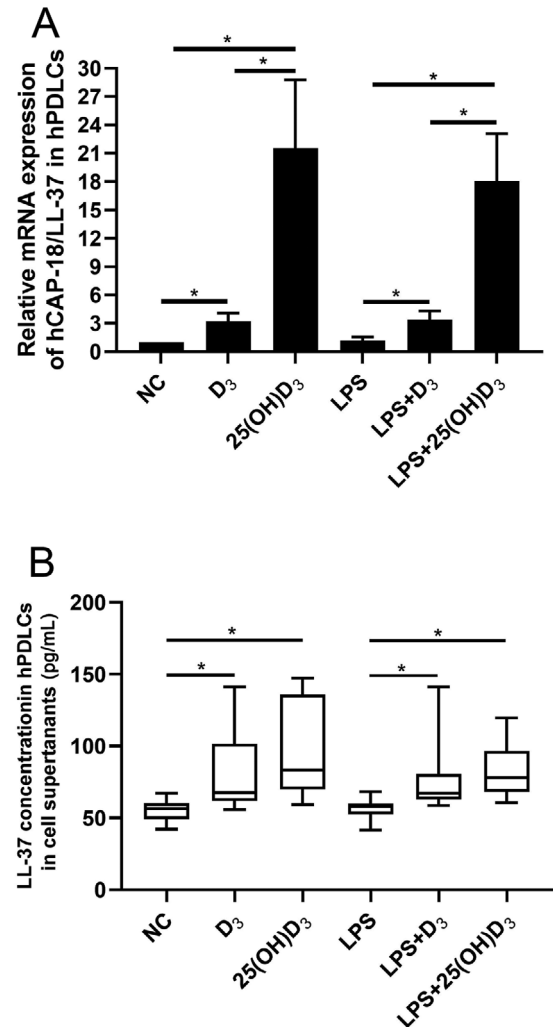 A
Relative mRNA expression
of hCAP-18/LL-37 in hPDLCs
30
27
24
21
18
15
12
9
6
3
0
*
*
*
*
*
*
NC
D₃
25(OH)D₃
LPS
LPS+D₃
LPS+25(OH)D₃
B
LL-37 concentrationin hPDLCs
in cell supertanants (pg/mL)
200
150
100
50
0
*
*
*
*
NC
D₃
25(OH)D₃
LPS
LPS+D₃
LPS+25(OH)D₃